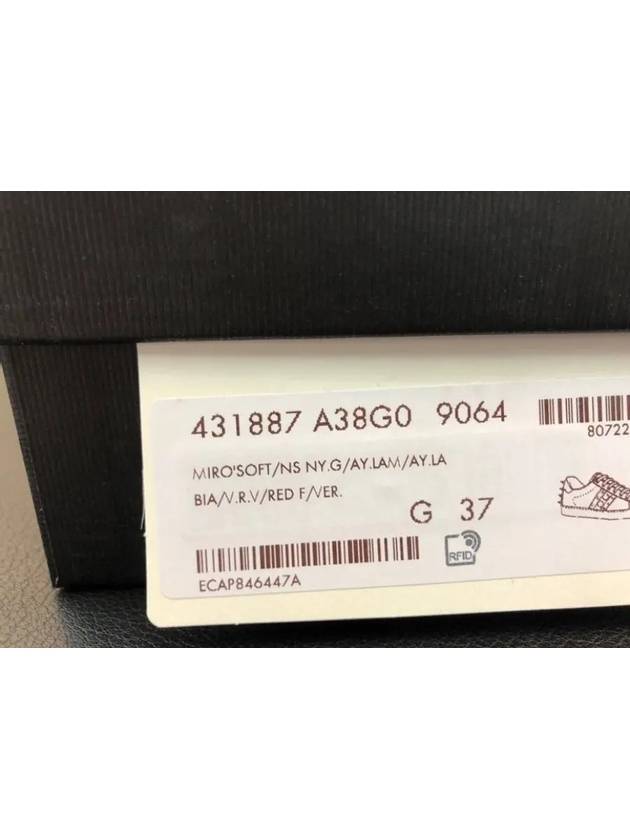 431887 A38G0 9064
80722
MIRO'SOFT/NS NY.G/AY.LAM/AY.LA
BIA/V.R.V/RED F/VER.
G 37
RFID
ECAP846447A